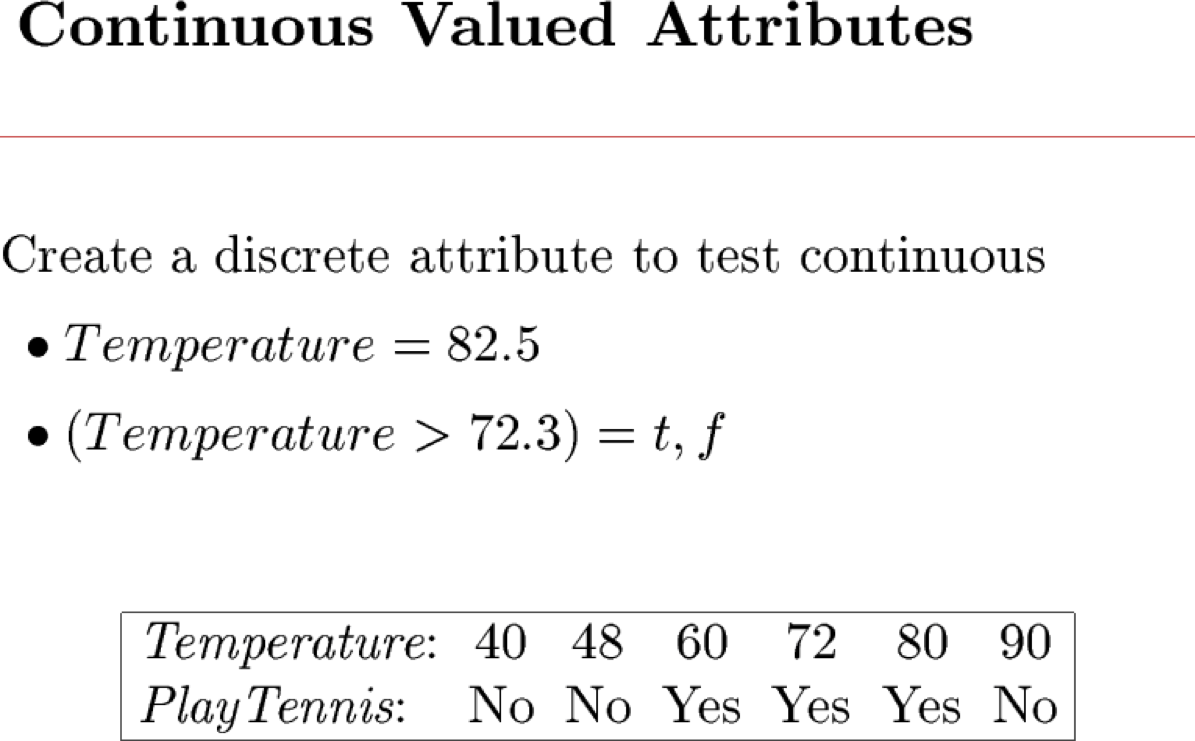 Continuous Valued Attributes
Create a discrete attribute to test continuous
• Temperature = 82.5
• (Temperature > 72.3) = t, f
Temperature: 40 48 60 72 80 90
PlayTennis: No No Yes Yes Yes No